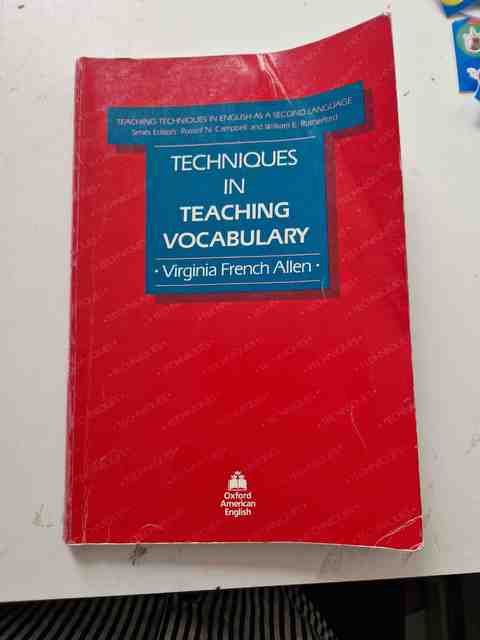 TEACHING TECHNIQUES IN ENGLISH AS A SECOND LANGUAGE
Series Editors: Russell N. Campbell and William E. Rutherford
TECHNIQUES
IN
TEACHING
VOCABULARY
· Virginia French Allen ·
Oxford
American
English